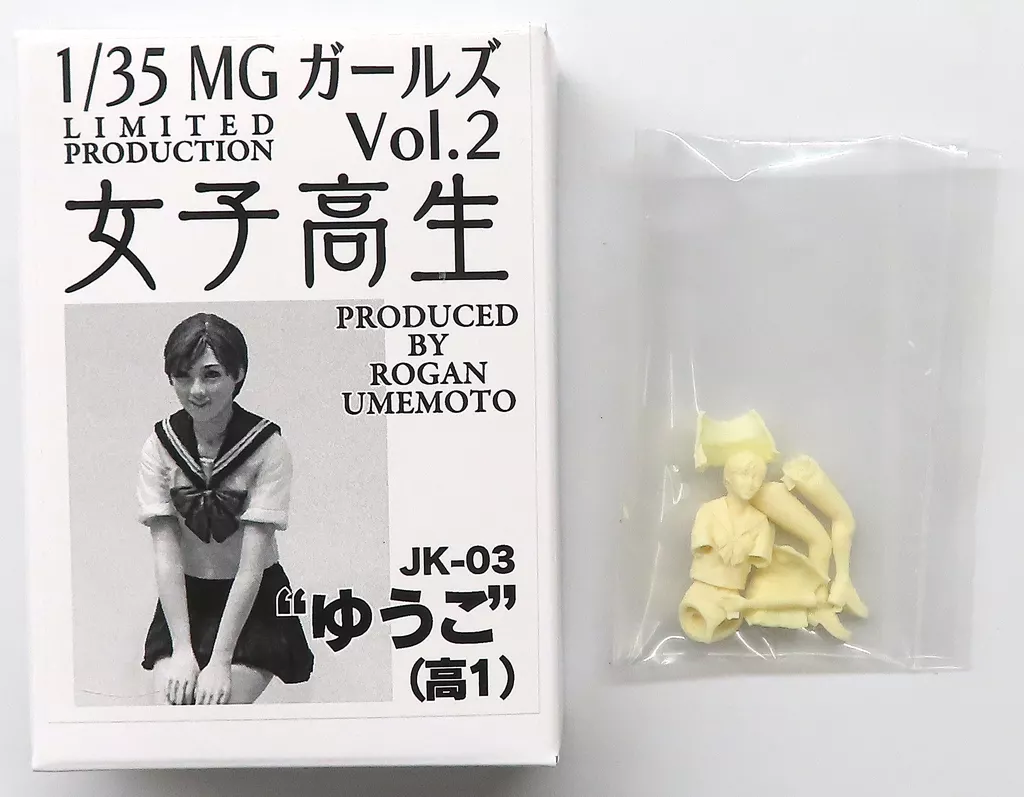 1/35 MG ガールズ
LIMITED
PRODUCTION
Vol.2
女子高生
PRODUCED
BY
ROGAN
UMEMOTO
JK-03
“ゆうこ”
(高1)